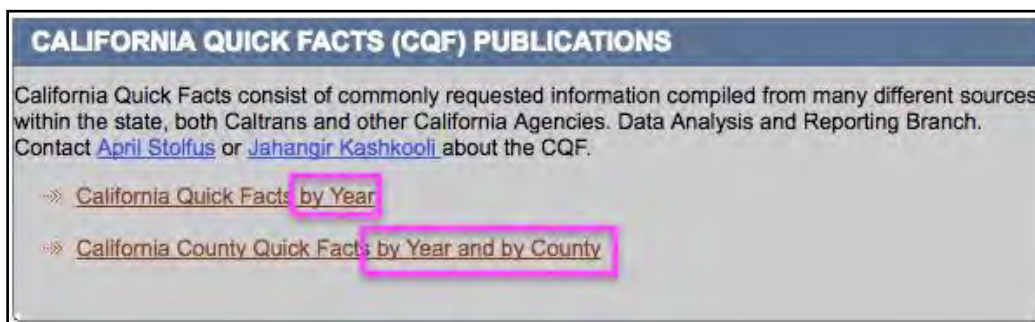 CALIFORNIA QUICK FACTS (CQF) PUBLICATIONS
California Quick Facts consist of commonly requested information compiled from many different sources
within the state, both Caltrans and other California Agencies. Data Analysis and Reporting Branch.
Contact April Stolfus or Jahangir Kashkooli about the CQF.
California Quick Facts by Year
California County Quick Facts by Year and by County